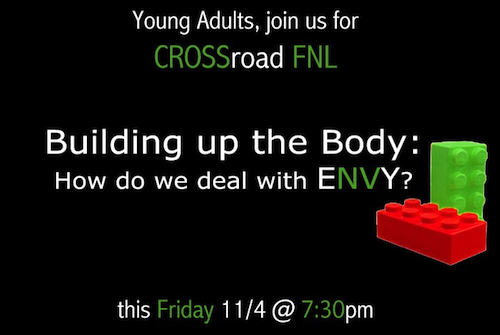 Young Adults, join us for
CROSSroad FNL
Building up the Body:
How do we deal with ENVY?
this Friday 11/4 @ 7:30pm